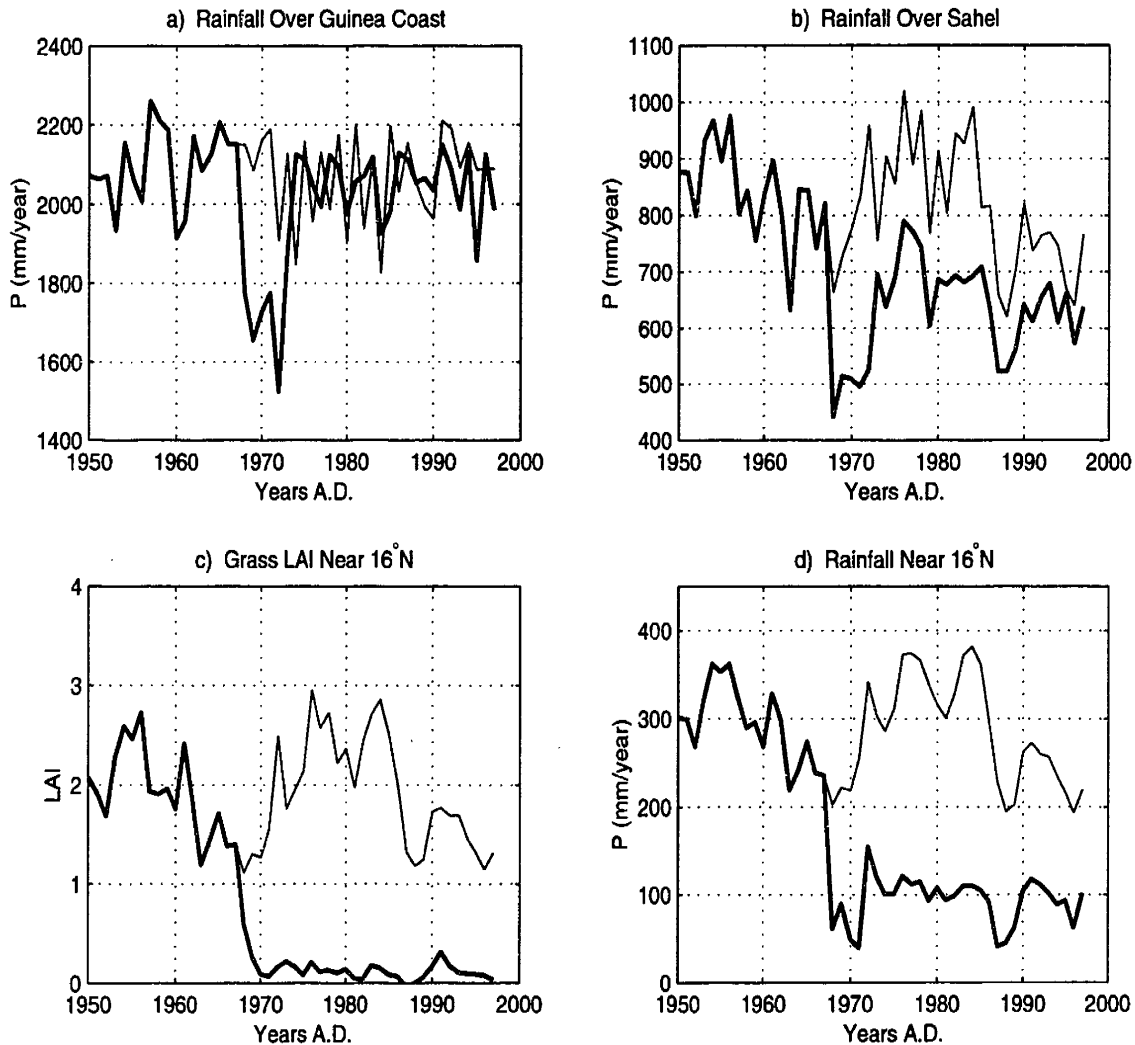 a) Rainfall Over Guinea Coast
2400
2200
2000
1800
1600
1400
P (mm/year)
1950 1960 1970 1980 1990 2000
Years A.D.
b) Rainfall Over Sahel
1100
1000
900
800
700
600
500
400
P (mm/year)
1950 1960 1970 1980 1990 2000
Years A.D.
c) Grass LAI Near 16°N
4
3
2
1
0
LAI
1950 1960 1970 1980 1990 2000
Years A.D.
d) Rainfall Near 16°N
400
300
200
100
0
P (mm/year)
1950 1960 1970 1980 1990 2000
Years A.D.